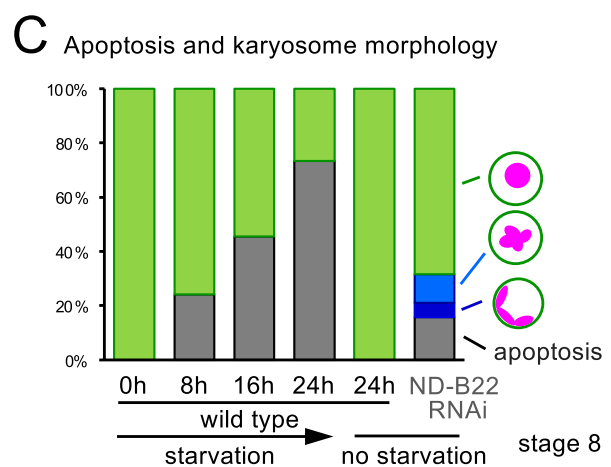 C Apoptosis and karyosome morphology
100%
80%
60%
40%
20%
0%
apoptosis
0h 8h 16h 24h 24h ND-B22
RNAi
wild type
starvation no starvation
stage 8